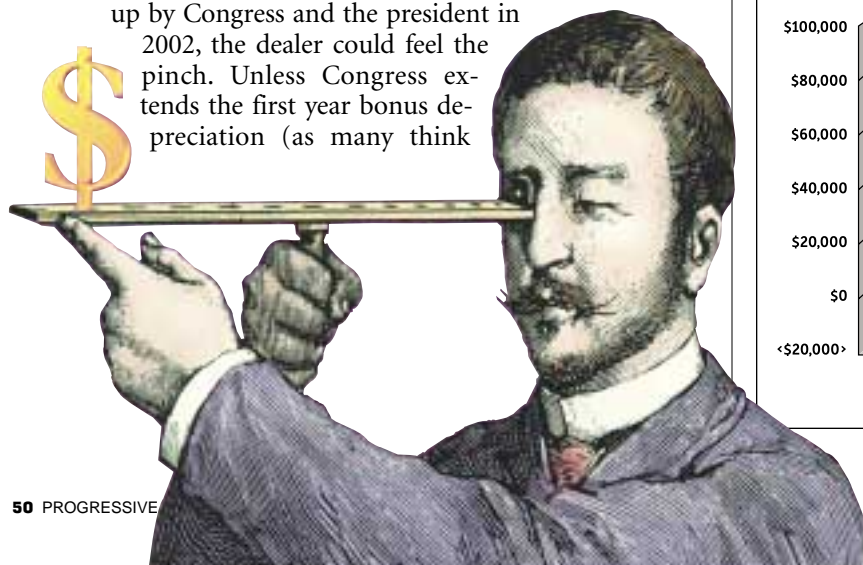 up by Congress and the president in
2002, the dealer could feel the
pinch. Unless Congress ex-
tends the first year bonus de-
preciation (as many think
$
$100,000
$80,000
$60,000
$40,000
$20,000
$0
<$20,000>
50 PROGRESSIVE